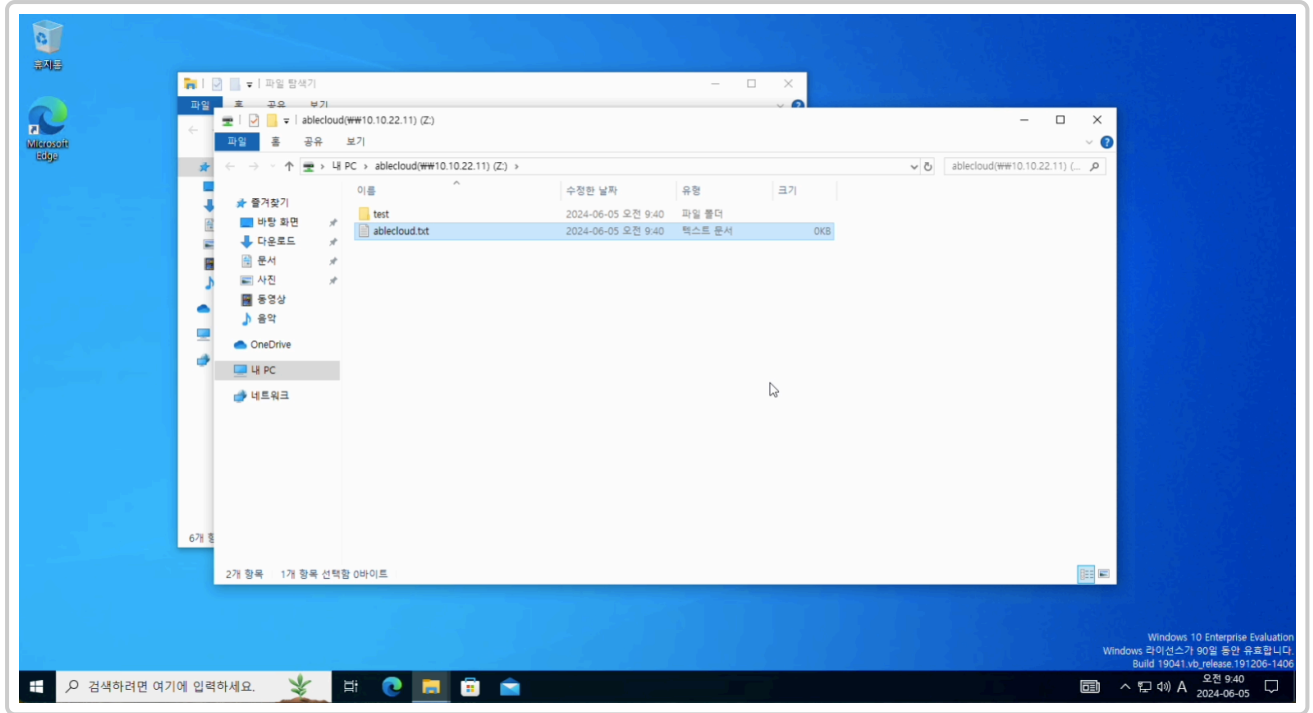 휴지통
Microsoft
Edge
파일 탐색기
파일 홈 공유 보기
ablecloud(₩₩10.10.22.11) (Z:)
파일 홈 공유 보기
내 PC › ablecloud(₩₩10.10.22.11) (Z:) ›
ablecloud(₩₩10.10.22.11) (...
이름 수정한 날짜 유형 크기
test 2024-06-05 오전 9:40 파일 폴더
ablecloud.txt 2024-06-05 오전 9:40 텍스트 문서 0KB
즐겨찾기
바탕 화면
다운로드
문서
사진
동영상
음악
OneDrive
내 PC
네트워크
6개
2개 항목 1개 항목 선택함 0바이트
Windows 10 Enterprise Evaluation
Windows 라이선스가 90일 동안 유효합니다.
Build 19041.vb_release.191206-1406
검색하려면 여기에 입력하세요.
A
오전 9:40
2024-06-05